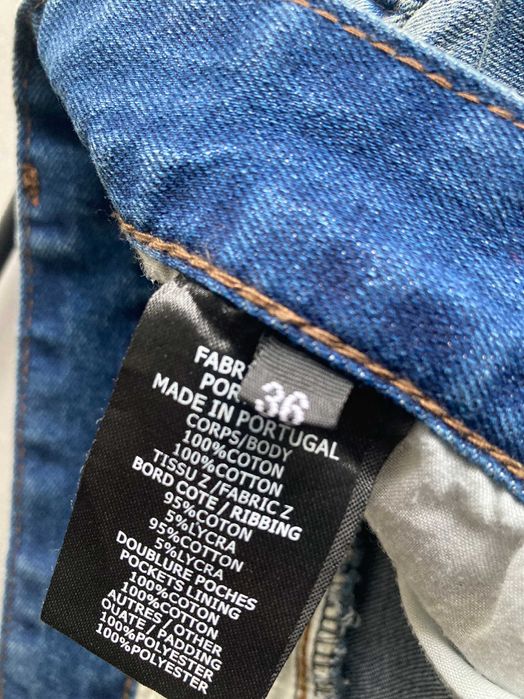 36
FABR
POR
MADE IN PORTUGAL
CORPS/BODY
100%COTON
100%COTTON
TISSU Z /FABRIC Z
BORD COTE / RIBBING
95%COTON
5%LYCRA
95%COTTON
5%LYCRA
DOUBLURE POCHES
POCKETS LINING
100%COTON
100%COTTON
AUTRES/OTHER
OUATE / PADDING
100%POLYESTER
100%POLYESTER